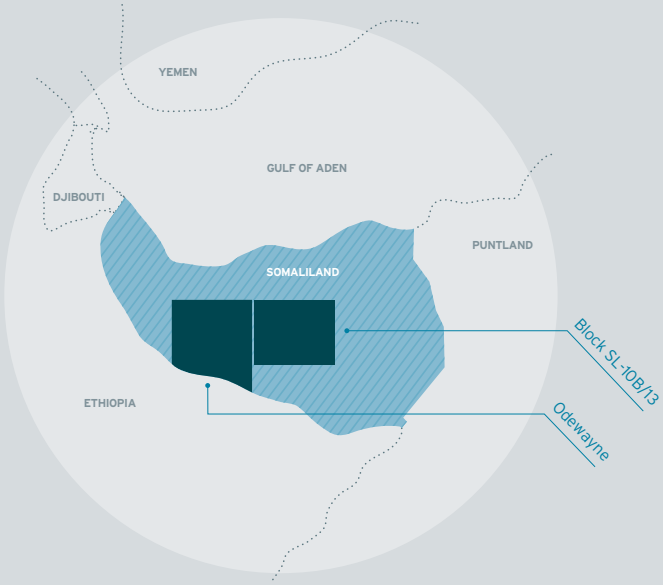 YEMEN
GULF OF ADEN
DJIBOUTI
PUNTLAND
SOMALILAND
Block SL-10B/13
ETHIOPIA
Odewayne